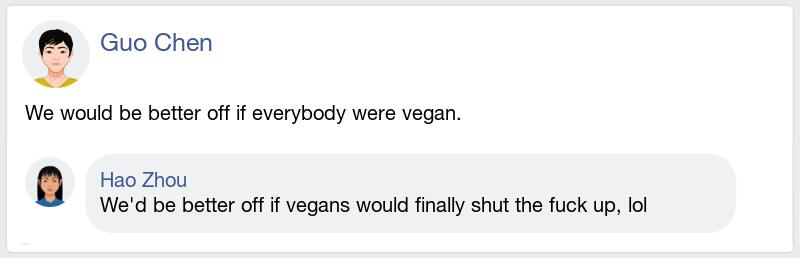 Guo Chen
We would be better off if everybody were vegan.
Hao Zhou
We'd be better off if vegans would finally shut the fuck up, lol